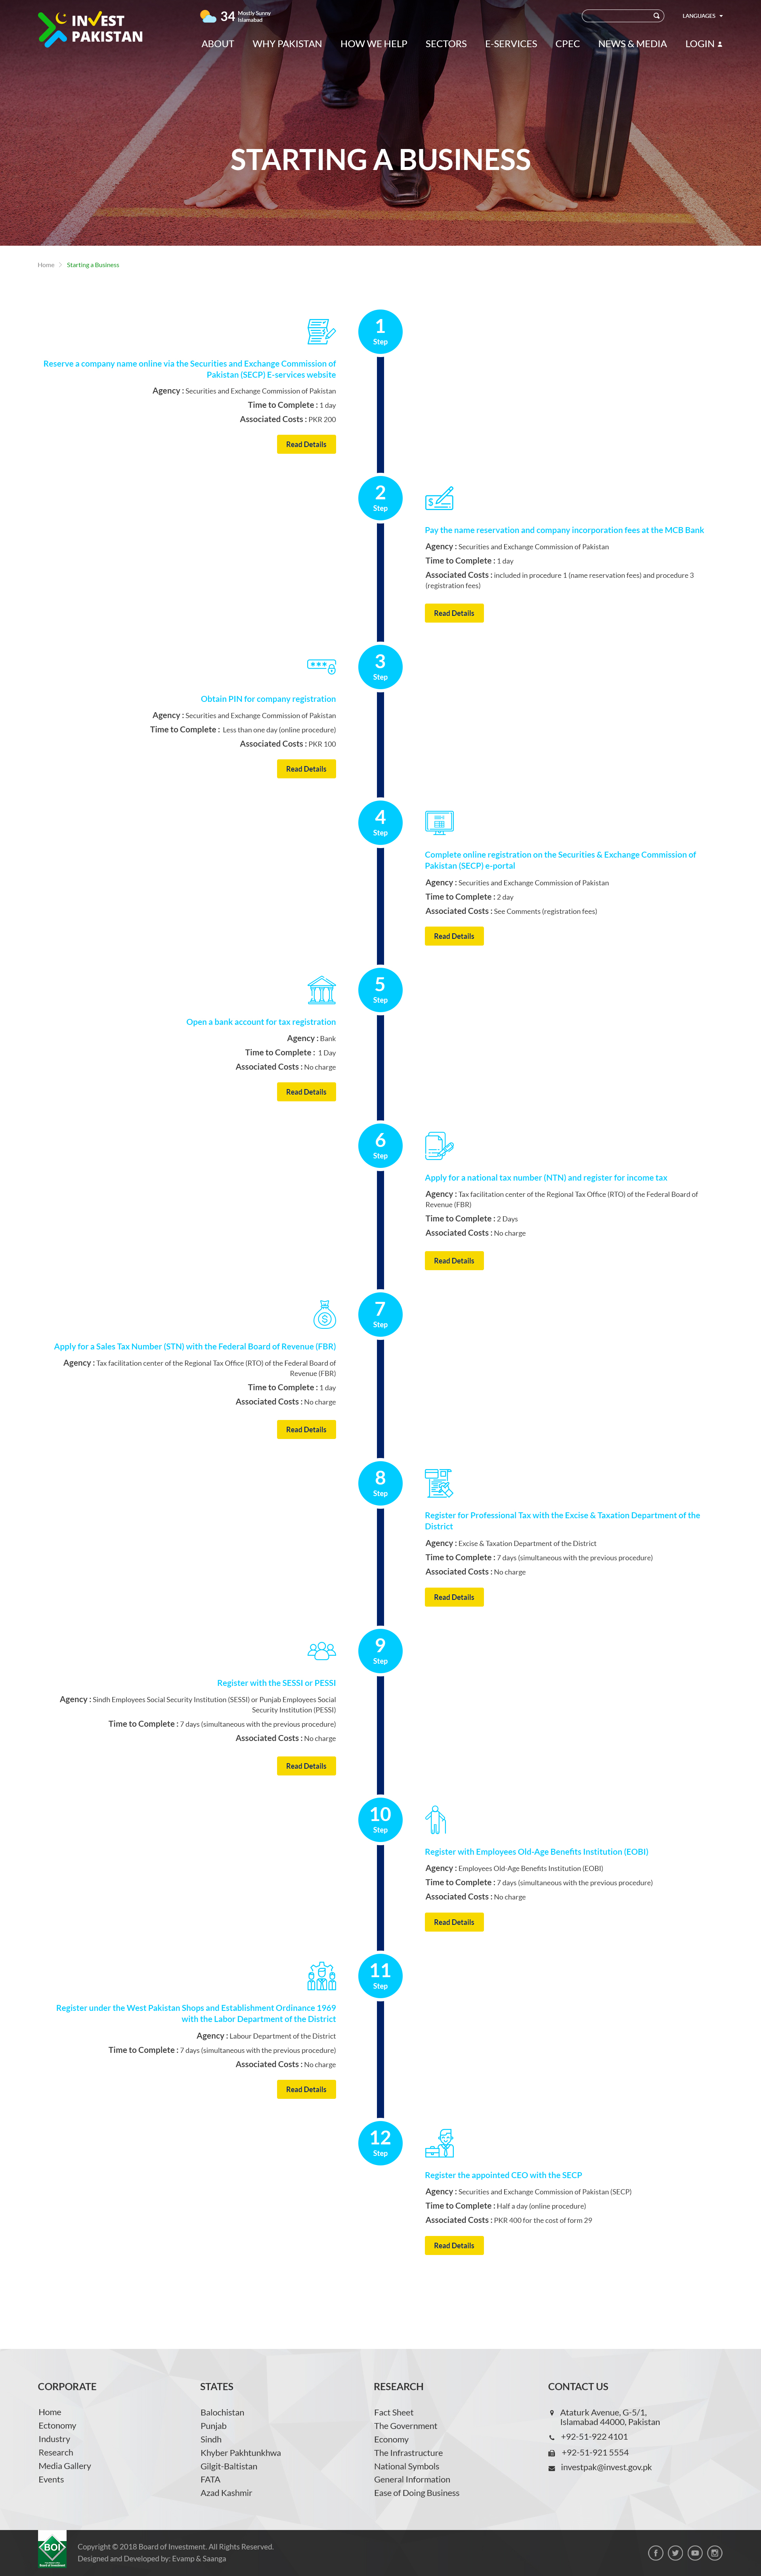 INVEST
PAKISTAN
34 Mostly Sunny
Islamabad
LANGUAGES
ABOUT WHY PAKISTAN HOW WE HELP SECTORS E-SERVICES CPEC NEWS & MEDIA LOGIN
STARTING A BUSINESS
Home Starting a Business
1
Step
Reserve a company name online via the Securities and Exchange Commission of
Pakistan (SECP) E-services website
Agency : Securities and Exchange Commission of Pakistan
Time to Complete : 1 day
Associated Costs : PKR 200
Read Details
2
Step
$
Pay the name reservation and company incorporation fees at the MCB Bank
Agency : Securities and Exchange Commission of Pakistan
Time to Complete : 1 day
Associated Costs : included in procedure 1 (name reservation fees) and procedure 3
(registration fees)
Read Details
3
Step
Obtain PIN for company registration
Agency : Securities and Exchange Commission of Pakistan
Time to Complete : Less than one day (online procedure)
Associated Costs : PKR 100
Read Details
4
Step
Complete online registration on the Securities & Exchange Commission of
Pakistan (SECP) e-portal
Agency : Securities and Exchange Commission of Pakistan
Time to Complete : 2 day
Associated Costs : See Comments (registration fees)
Read Details
5
Step
Open a bank account for tax registration
Agency : Bank
Time to Complete : 1 Day
Associated Costs : No charge
Read Details
6
Step
Apply for a national tax number (NTN) and register for income tax
Agency : Tax facilitation center of the Regional Tax Office (RTO) of the Federal Board of
Revenue (FBR)
Time to Complete : 2 Days
Associated Costs : No charge
Read Details
7
Step
$
Apply for a Sales Tax Number (STN) with the Federal Board of Revenue (FBR)
Agency : Tax facilitation center of the Regional Tax Office (RTO) of the Federal Board of
Revenue (FBR)
Time to Complete : 1 day
Associated Costs : No charge
Read Details
8
Step
Register for Professional Tax with the Excise & Taxation Department of the
District
Agency : Excise & Taxation Department of the District
Time to Complete : 7 days (simultaneous with the previous procedure)
Associated Costs : No charge
Read Details
9
Step
Register with the SESSI or PESSI
Agency : Sindh Employees Social Security Institution (SESSI) or Punjab Employees Social
Security Institution (PESSI)
Time to Complete : 7 days (simultaneous with the previous procedure)
Associated Costs : No charge
Read Details
10
Step
Register with Employees Old-Age Benefits Institution (EOBI)
Agency : Employees Old-Age Benefits Institution (EOBI)
Time to Complete : 7 days (simultaneous with the previous procedure)
Associated Costs : No charge
Read Details
11
Step
Register under the West Pakistan Shops and Establishment Ordinance 1969
with the Labor Department of the District
Agency : Labour Department of the District
Time to Complete : 7 days (simultaneous with the previous procedure)
Associated Costs : No charge
Read Details
12
Step
Register the appointed CEO with the SECP
Agency : Securities and Exchange Commission of Pakistan (SECP)
Time to Complete : Half a day (online procedure)
Associated Costs : PKR 400 for the cost of form 29
Read Details
CORPORATE
Home
Ectonomy
Industry
Research
Media Gallery
Events
STATES
Balochistan
Punjab
Sindh
Khyber Pakhtunkhwa
Gilgit-Baltistan
FATA
Azad Kashmir
RESEARCH
Fact Sheet
The Government
Economy
The Infrastructure
National Symbols
General Information
Ease of Doing Business
CONTACT US
Ataturk Avenue, G-5/1,
Islamabad 44000, Pakistan
+92-51-922 4101
+92-51-921 5554
investpak@invest.gov.pk
BOI
Board of Investment
Copyright © 2018 Board of Investment. All Rights Reserved.
Designed and Developed by: Evamp & Saanga